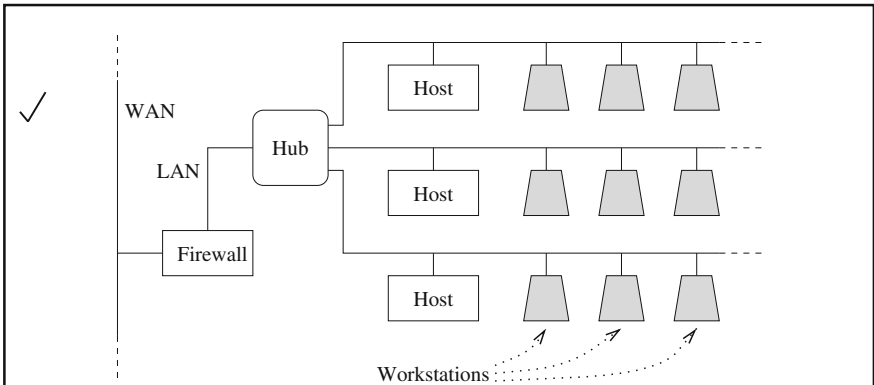 Host
WAN
Hub
LAN
Host
Firewall
Host
Workstations